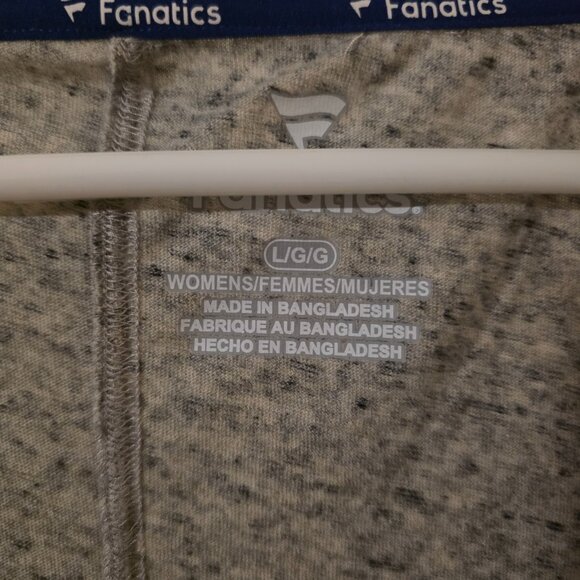 Fanatics
Fanatics
Fanatics.
L/G/G
WOMENS/FEMMES/MUJERES
MADE IN BANGLADESH
FABRIQUE AU BANGLADESH
HECHO EN BANGLADESH